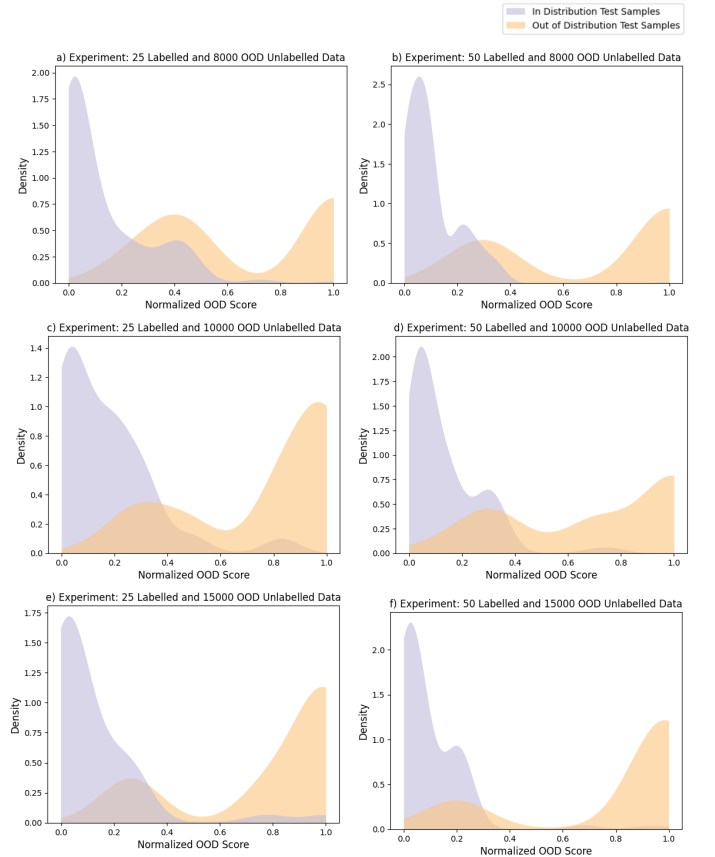 In Distribution Test Samples
Out of Distribution Test Samples
a) Experiment: 25 Labelled and 8000 OOD Unlabelled Data
2.00
1.75
1.50
1.25
1.00
0.75
0.50
0.25
0.00
Density
0.0 0.2 0.4 0.6 0.8 1.0
Normalized OOD Score
b) Experiment: 50 Labelled and 8000 OOD Unlabelled Data
2.5
2.0
1.5
1.0
0.5
0.0
Density
0.0 0.2 0.4 0.6 0.8 1.0
Normalized OOD Score
c) Experiment: 25 Labelled and 10000 OOD Unlabelled Data
1.4
1.2
1.0
0.8
0.6
0.4
0.2
0.0
Density
0.0 0.2 0.4 0.6 0.8 1.0
Normalized OOD Score
d) Experiment: 50 Labelled and 10000 OOD Unlabelled Data
2.00
1.75
1.50
1.25
1.00
0.75
0.50
0.25
0.00
Density
0.0 0.2 0.4 0.6 0.8 1.0
Normalized OOD Score
e) Experiment: 25 Labelled and 15000 OOD Unlabelled Data
1.75
1.50
1.25
1.00
0.75
0.50
0.25
0.00
Density
0.0 0.2 0.4 0.6 0.8 1.0
Normalized OOD Score
f) Experiment: 50 Labelled and 15000 OOD Unlabelled Data
2.0
1.5
1.0
0.5
0.0
Density
0.0 0.2 0.4 0.6 0.8 1.0
Normalized OOD Score